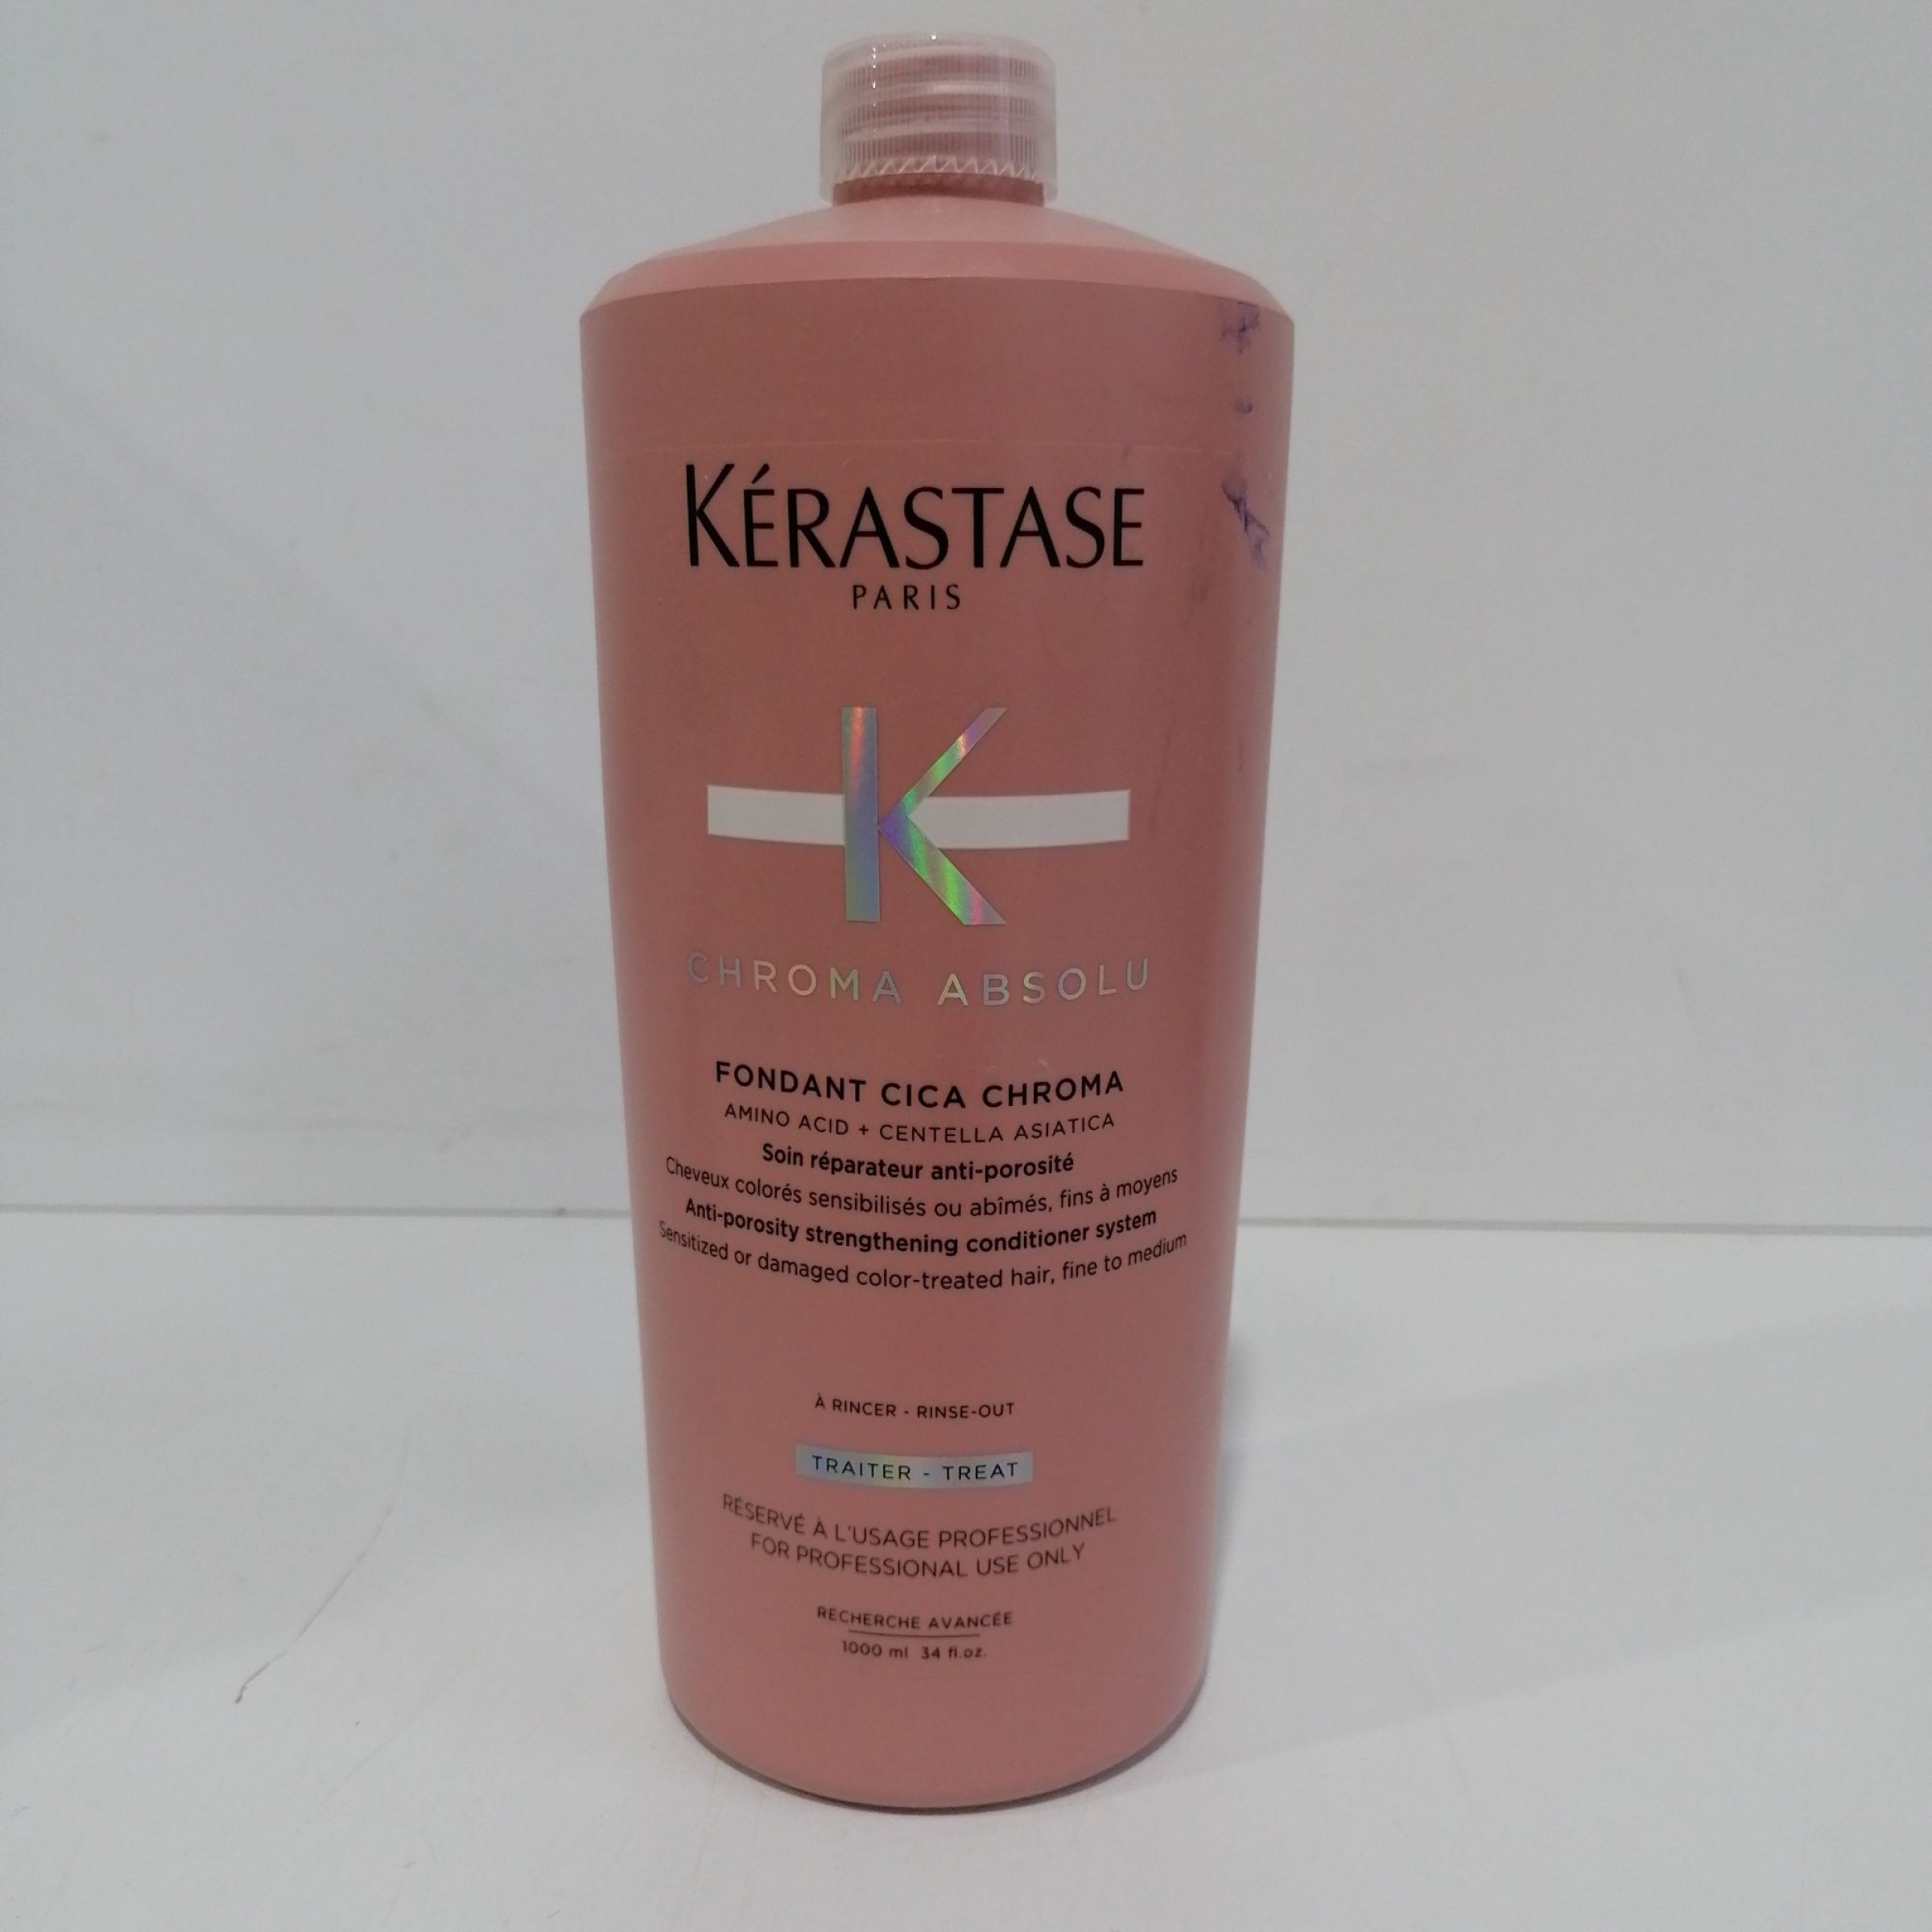 KÉRASTASE
PARIS
K
CHROMA ABSOLU
FONDANT CICA CHROMA
AMINO ACID + CENTELLA ASIATICA
Soin réparateur anti-porosité
Cheveux colorés sensibilisés ou abîmés, fins à moyens
Anti-porosity strengthening conditioner system
Sensitized or damaged color-treated hair, fine to medium
À RINCER - RINSE-OUT
TRAITER - TREAT
RÉSERVÉ À L'USAGE PROFESSIONNEL
FOR PROFESSIONAL USE ONLY
RECHERCHE AVANCÉE
1000 ml 34 fl.oz.